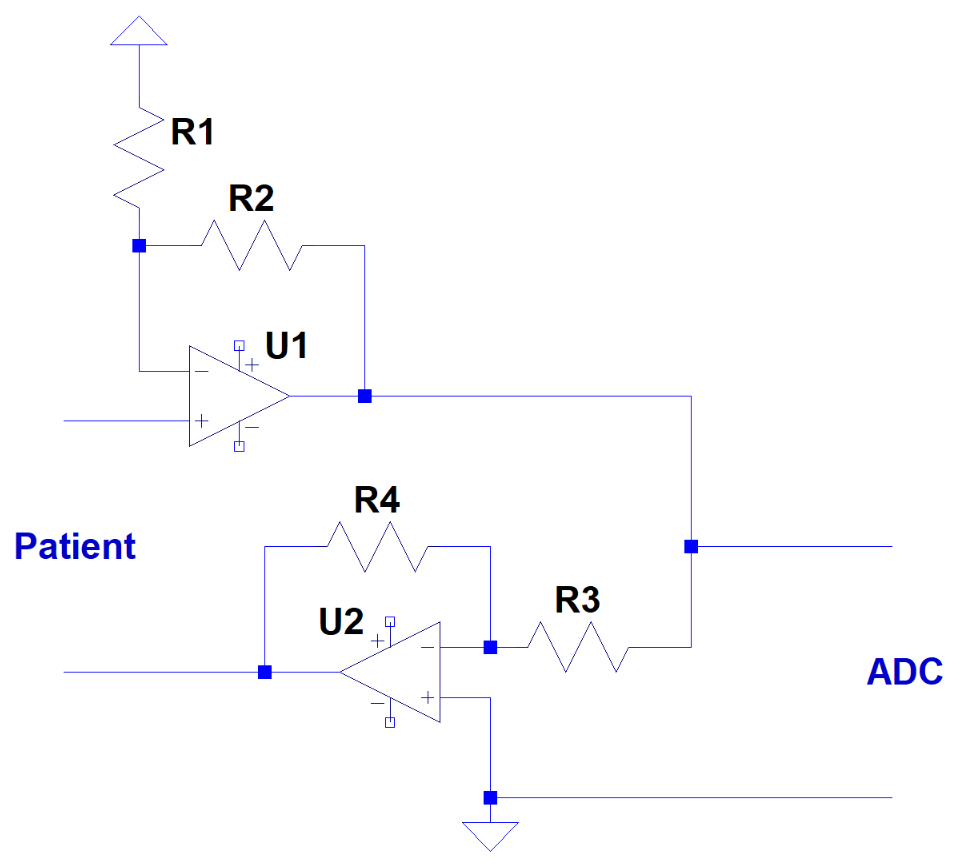 R1
R2
U1
R4
Patient
R3
U2
ADC